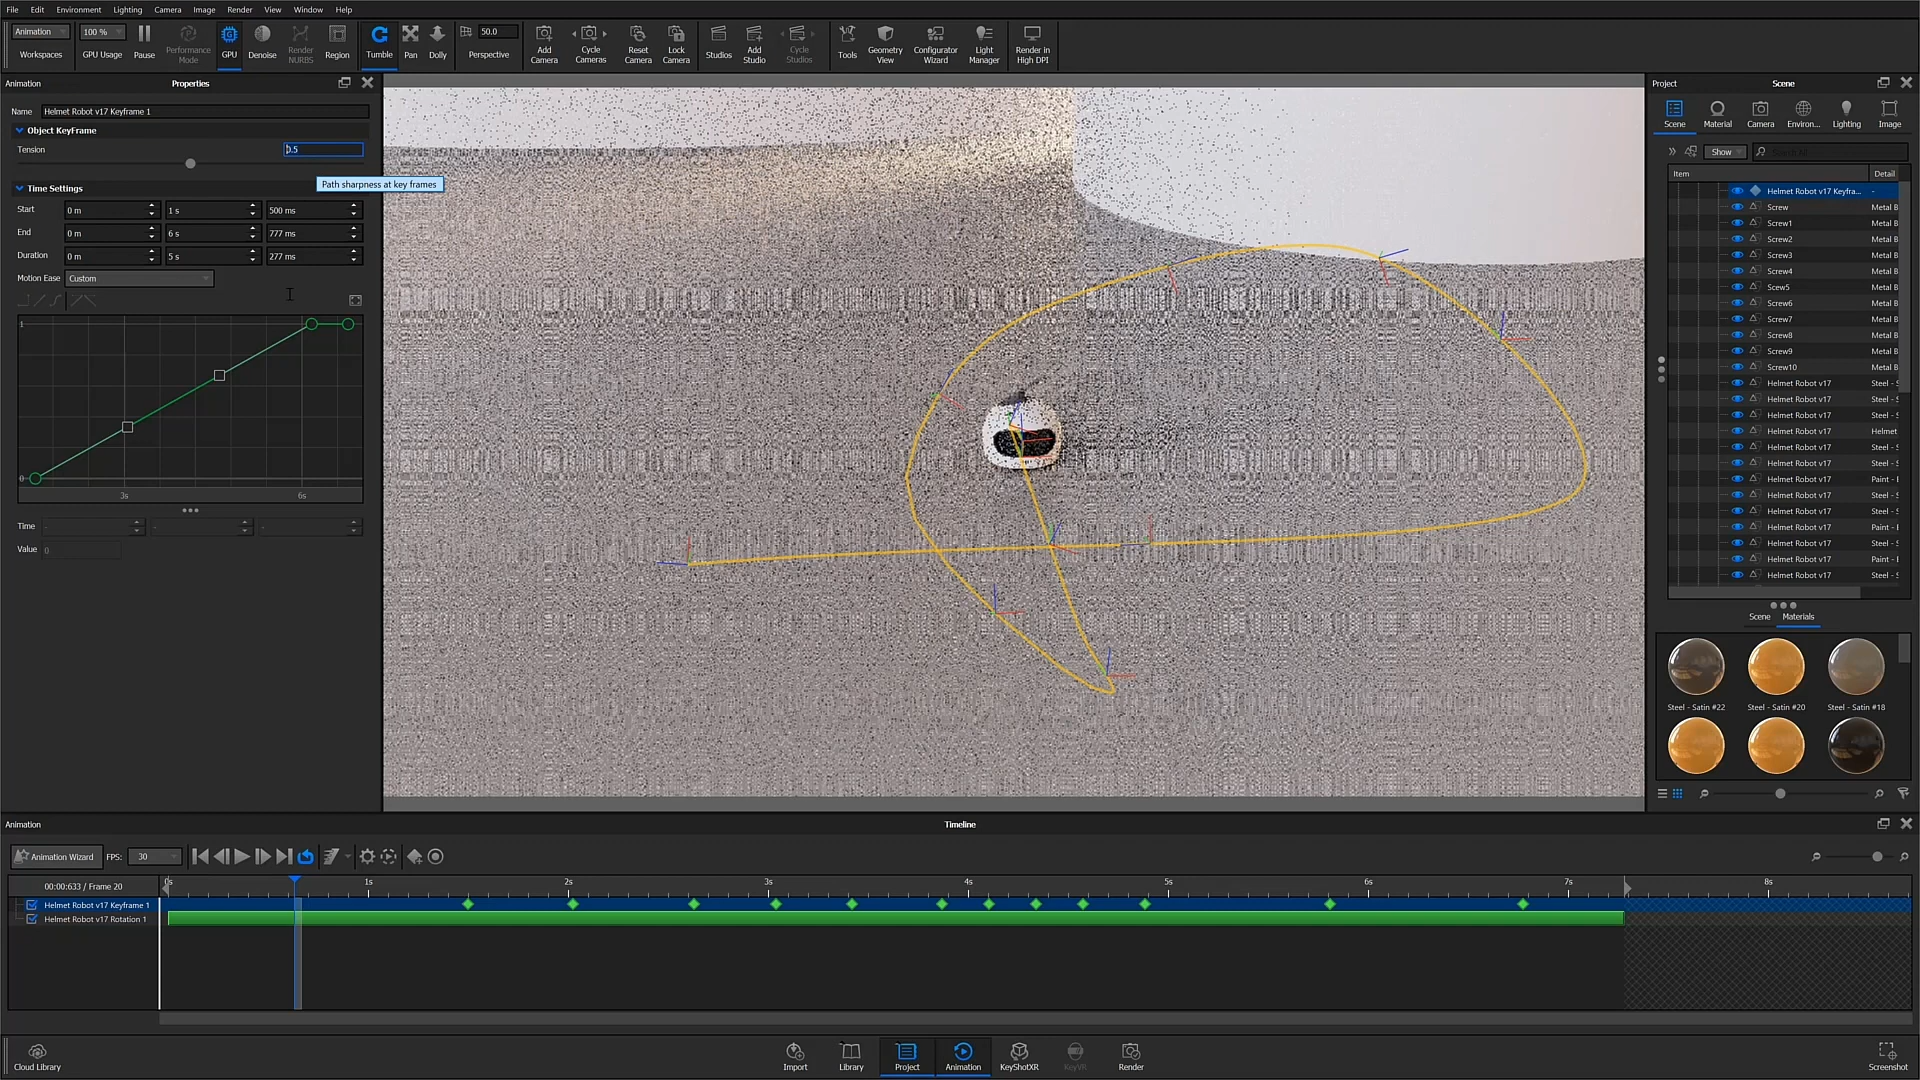 File Edit Environment Lighting Camera Image Render View Window Help
Animation 100 % 50.0
Workspaces GPU Usage Pause Performance Mode GPU Denoise Render NURBS Region Tumble Pan Dolly Perspective Add Camera Cycle Cameras Reset Camera Lock Camera Studios Add Studio Cycle Studios Tools Geometry View Configurator Wizard Light Manager Render in High DPI
Animation Properties
Name Helmet Robot v17 Keyframe 1
Object KeyFrame
Tension 0.5
Path sharpness at key frames
Time Settings
Start 0 m 1 s 500 ms
End 0 m 6 s 777 ms
Duration 0 m 5 s 277 ms
Motion Ease Custom
1
0
3s 6s
Time - - -
Value 0
Project Scene
Scene Material Camera Environ... Lighting Image
Show
Item Detail
Helmet Robot v17 Keyfra... -
Screw Metal B
Screw1 Metal B
Screw2 Metal B
Screw3 Metal B
Screw4 Metal B
Scew5 Metal B
Screw6 Metal B
Screw7 Metal B
Screw8 Metal B
Screw9 Metal B
Screw10 Metal B
Helmet Robot v17 Steel - S
Helmet Robot v17 Steel - S
Helmet Robot v17 Steel - S
Helmet Robot v17 Helmet
Helmet Robot v17 Steel - S
Helmet Robot v17 Steel - S
Helmet Robot v17 Paint - F
Helmet Robot v17 Steel - S
Helmet Robot v17 Steel - S
Helmet Robot v17 Paint - F
Helmet Robot v17 Steel - S
Helmet Robot v17 Paint - F
Helmet Robot v17 Steel - S
Scene Materials
Steel - Satin #22 Steel - Satin #20 Steel - Satin #18
Animation Timeline
Animation Wizard FPS: 30
00:00:633 / Frame 20 0s 1s 2s 3s 4s 5s 6s 7s 8s
Helmet Robot v17 Keyframe 1
Helmet Robot v17 Rotation 1
Cloud Library Import Library Project Animation KeyShotXR KeyVR Render Screenshot